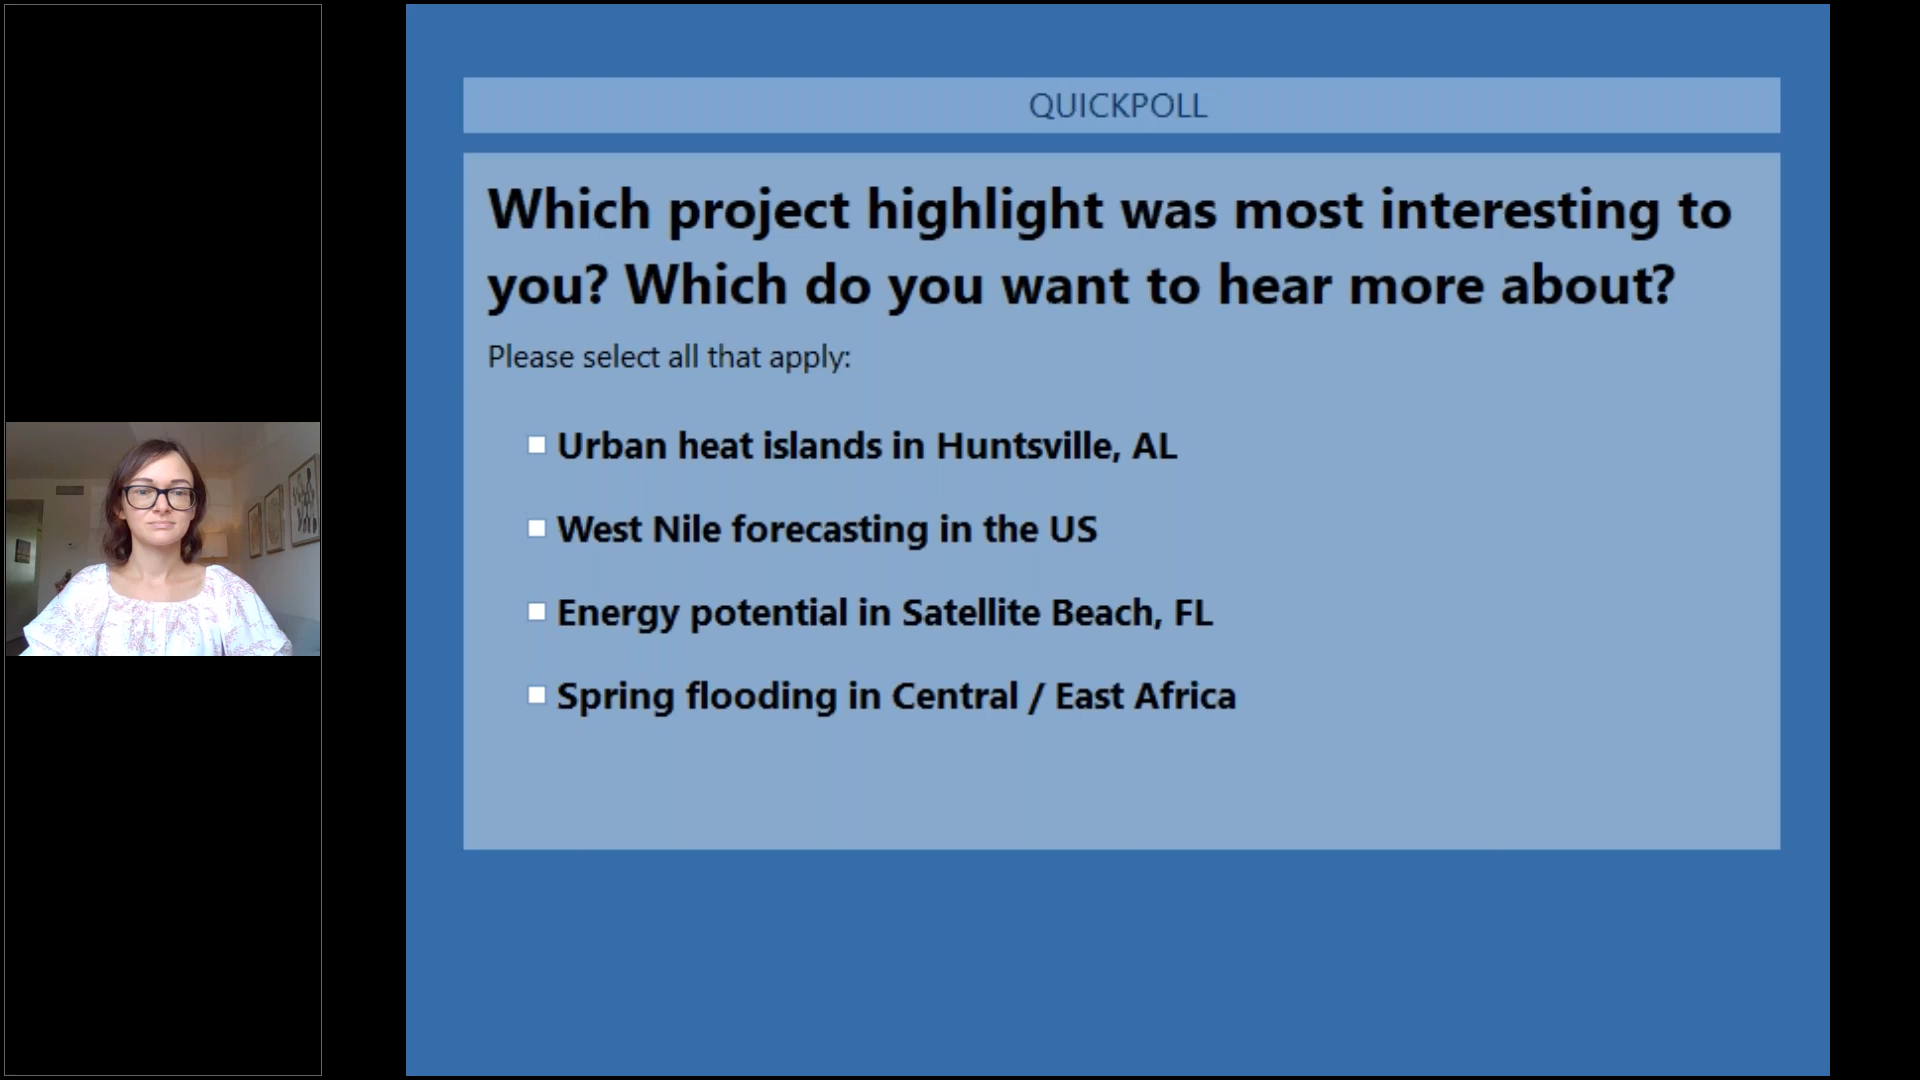 QUICKPOLL
Which project highlight was most interesting to
you? Which do you want to hear more about?
Please select all that apply:
Urban heat islands in Huntsville, AL
West Nile forecasting in the US
Energy potential in Satellite Beach, FL
Spring flooding in Central / East Africa